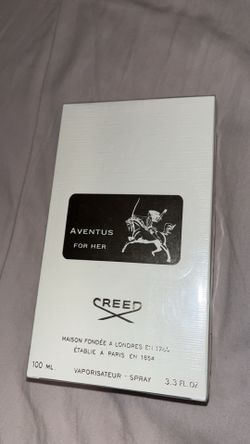 AVENTUS
FOR HER
CREED
MAISON FONDÉE A LONDRES EN 1760
ÉTABLIE A PARIS EN 1854
100 ML
VAPORISATEUR - SPRAY
3.3 FL.OZ